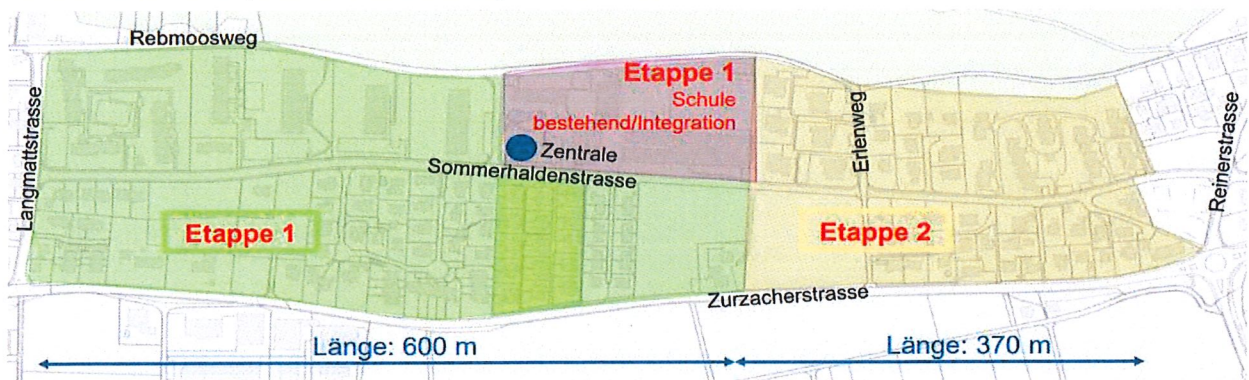 Rebmoosweg
Langmattstrasse
Etappe 1
Schule
bestehend/Integration
Zentrale
Sommerhaldenstrasse
Erlenweg
Reinerstrasse
Etappe 1
Etappe 2
Zurzacherstrasse
Länge: 600 m
Länge: 370 m